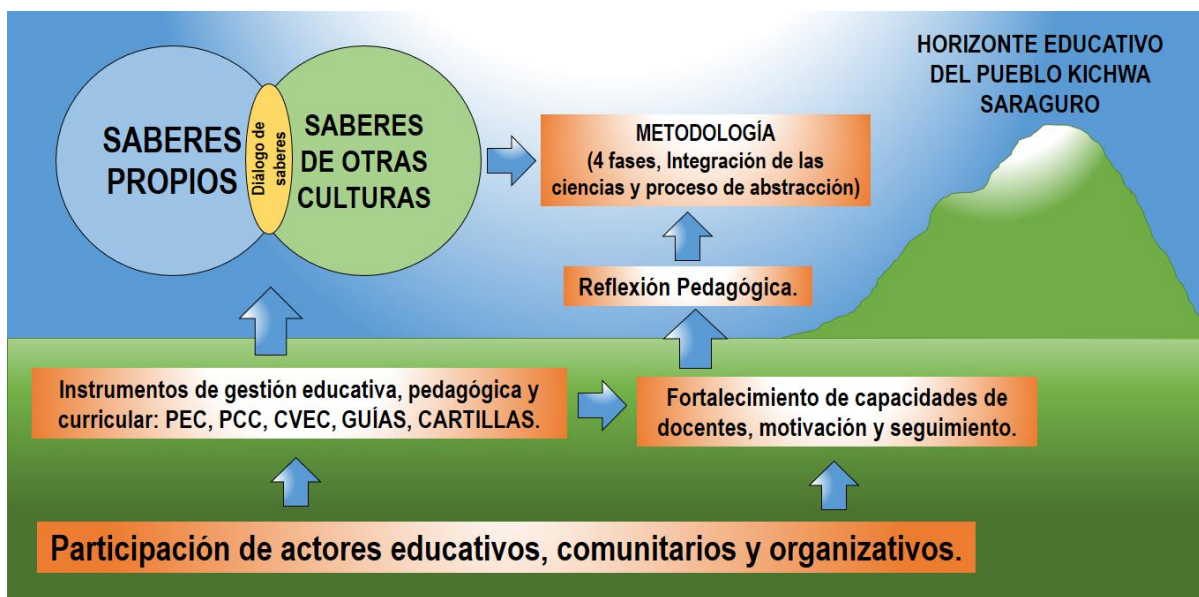 SABERES
PROPIOS
Diálogo de
saberes
SABERES
DE OTRAS
CULTURAS
METODOLOGÍA
(4 fases, Integración de las
ciencias y proceso de abstracción)
HORIZONTE EDUCATIVO
DEL PUEBLO KICHWA
SARAGURO
Reflexión Pedagógica.
Instrumentos de gestión educativa, pedagógica y
curricular: PEC, PCC, CVEC, GUÍAS, CARTILLAS.
Fortalecimiento de capacidades de
docentes, motivación y seguimiento.
Participación de actores educativos, comunitarios y organizativos.